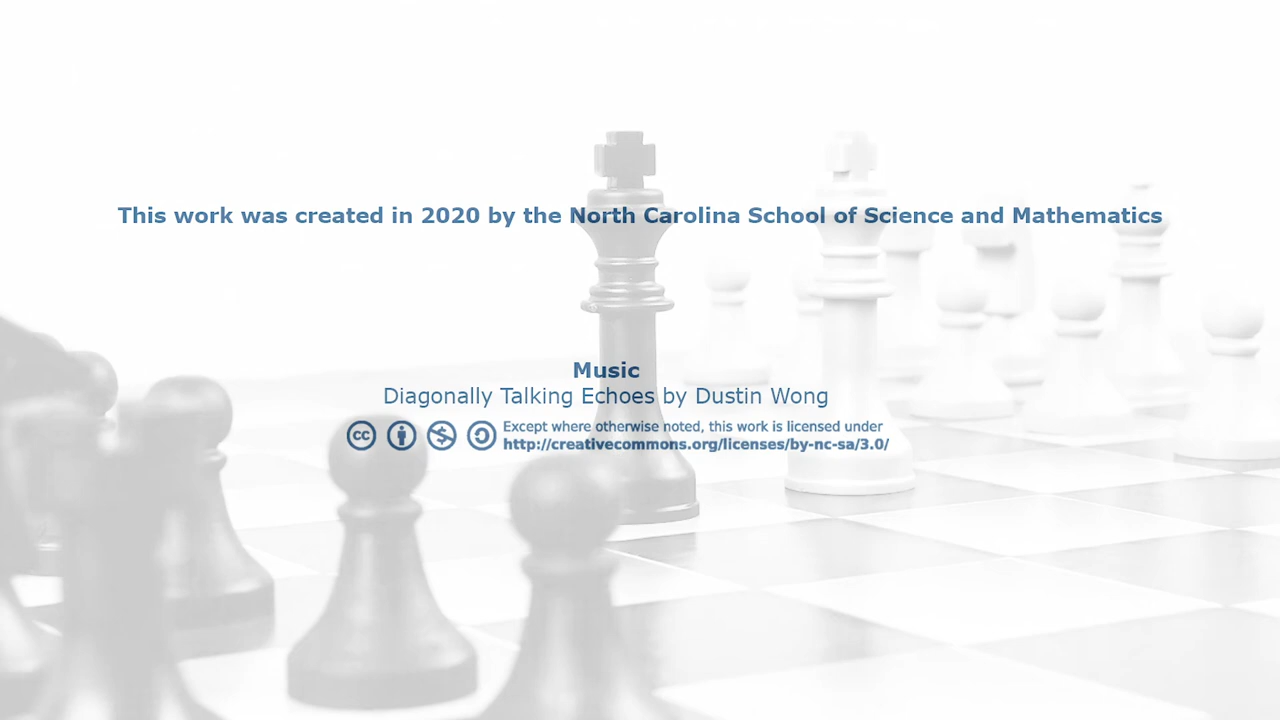 This work was created in 2020 by the North Carolina School of Science and Mathematics
Music
Diagonally Talking Echoes by Dustin Wong
cc
Except where otherwise noted, this work is licensed under
http://creativecommons.org/licenses/by-nc-sa/3.0/